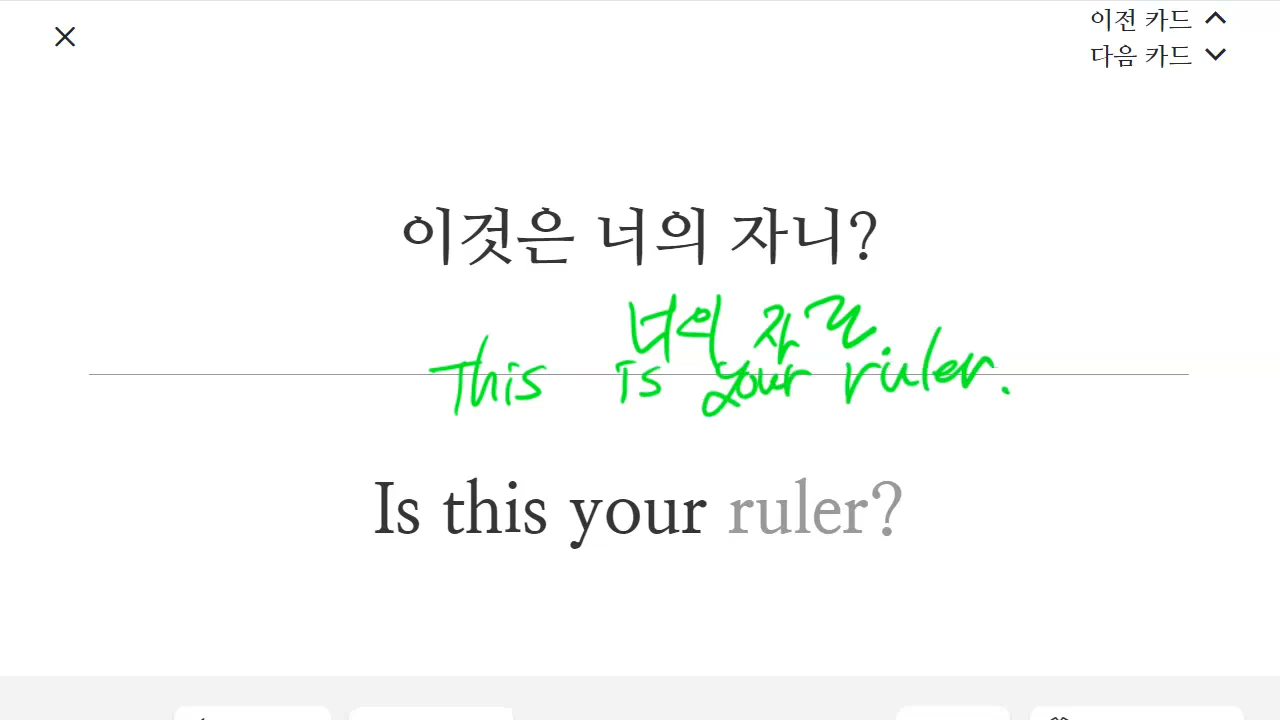 이전 카드
다음 카드
이것은 너의 자니?
너의 자
This is your ruler.
Is this your ruler?